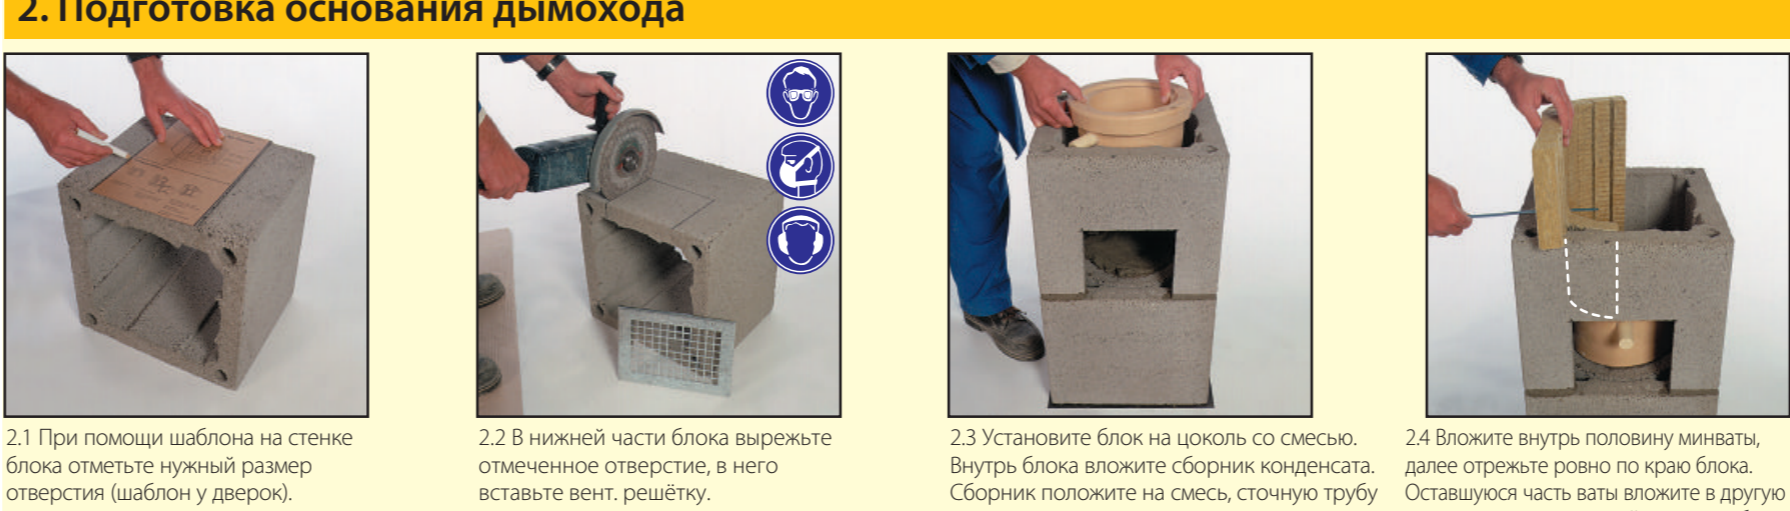 2. Подготовка основания дымохода
2.1 При помощи шаблона на стенке
блока отметьте нужный размер
отверстия (шаблон у дверок).
2.2 В нижней части блока вырежьте
отмеченное отверстие, в него
вставьте вент. решётку.
2.3 Установите блок на цоколь со смесью.
Внутрь блока вложите сборник конденсата.
Сборник положите на смесь, сточную трубу
2.4 Вложите внутрь половину минваты,
далее отрежьте ровно по краю блока.
Оставшуюся часть ваты вложите в другую